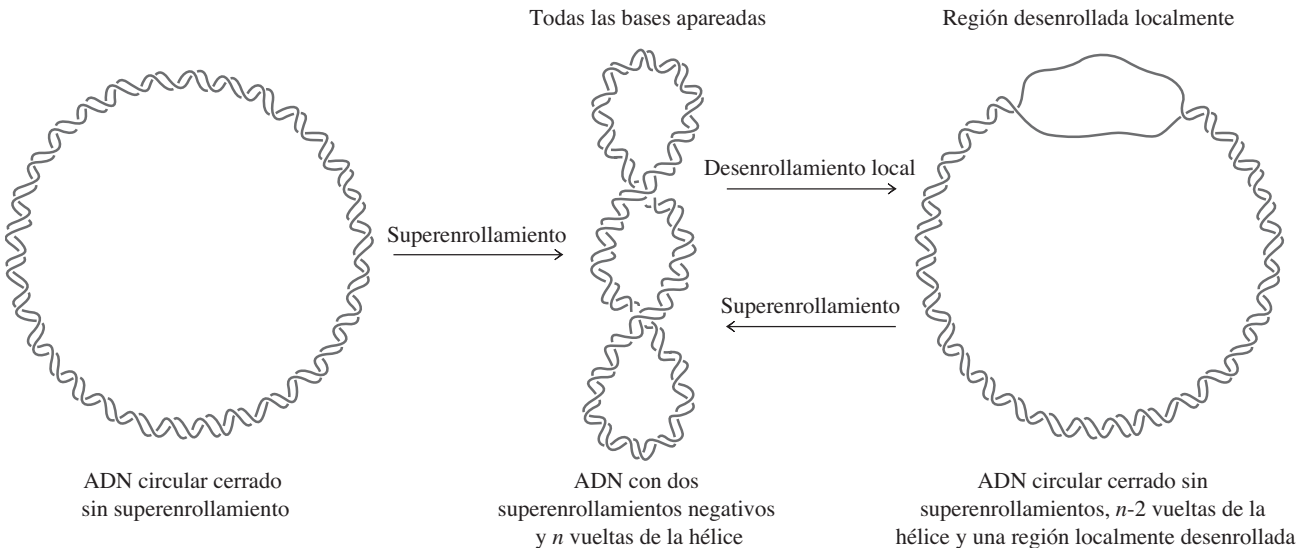 Todas las bases apareadas
Región desenrollada localmente
Desenrollamiento local
Superenrollamiento
Superenrollamiento
ADN circular cerrado
sin superenrollamiento
ADN con dos
superenrollamientos negativos
y n vueltas de la hélice
ADN circular cerrado sin
superenrollamientos, n-2 vueltas de la
hélice y una región localmente desenrollada